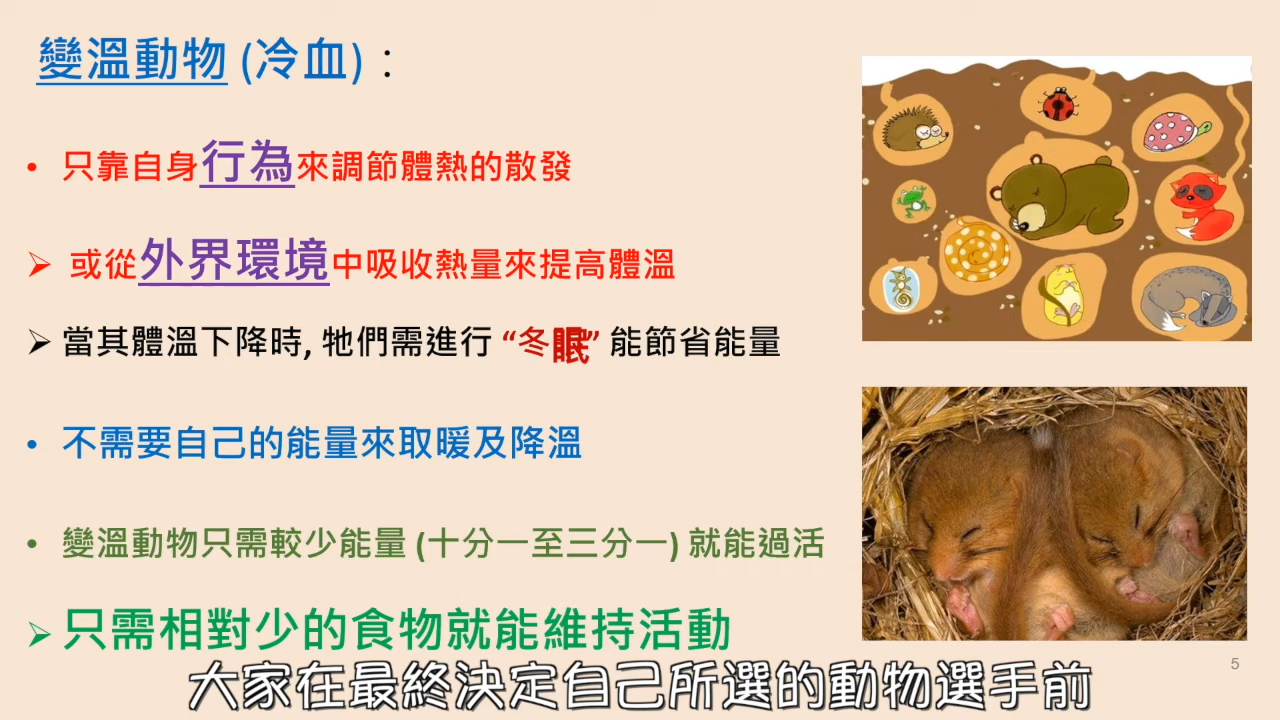 變溫動物 (冷血)：
• 只靠自身行為來調節體熱的散發
➢ 或從外界環境中吸收熱量來提高體溫
➢ 當其體溫下降時, 牠們需進行 “冬眠” 能節省能量
• 不需要自己的能量來取暖及降溫
• 變溫動物只需較少能量 (十分一至三分一) 就能過活
➢ 只需相對少的食物就能維持活動
5
大家在最終決定自己所選的動物選手前